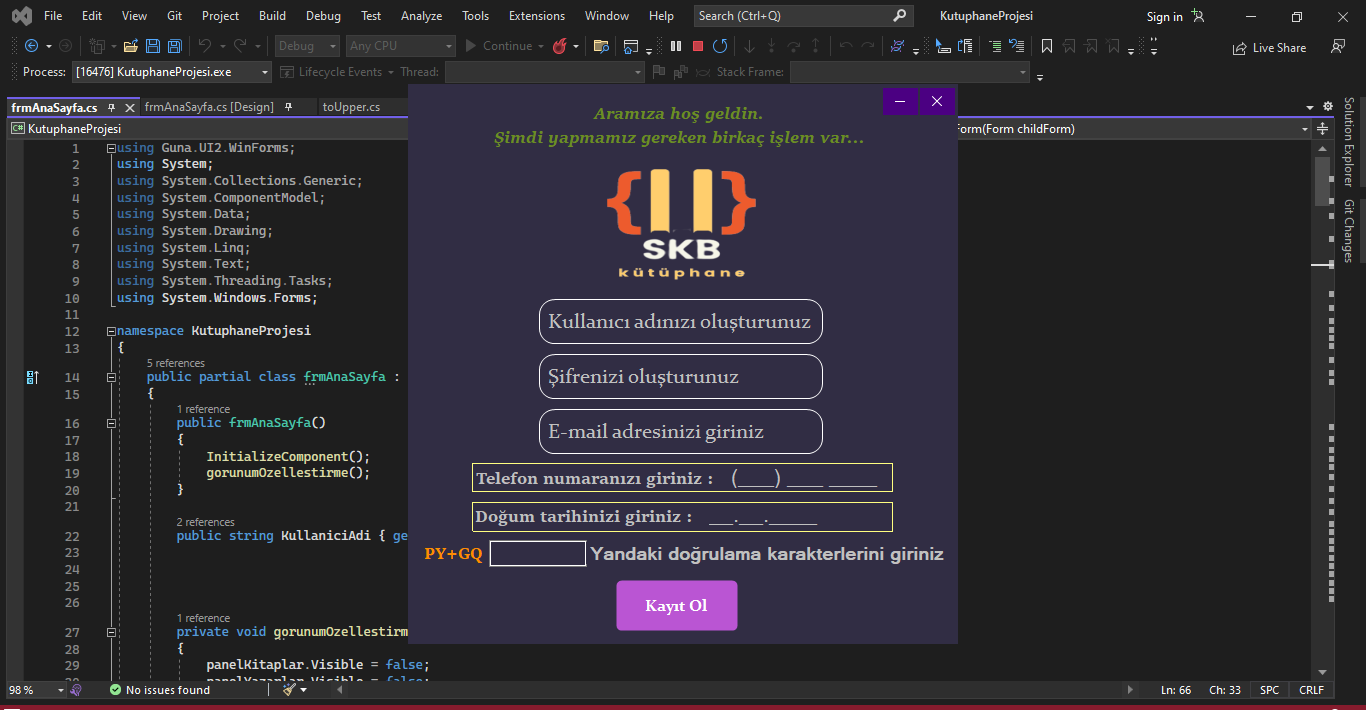 File Edit View Git Project Build Debug Test Analyze Tools Extensions Window Help Search (Ctrl+Q) KutuphaneProjesi Sign in
Debug Any CPU Continue Live Share
Process: [16476] KutuphaneProjesi.exe Lifecycle Events Thread: Stack Frame:
frmAnaSayfa.cs frmAnaSayfa.cs [Design] toUpper.cs
C# KutuphaneProjesi orm(Form childForm)
Solution Explorer
Git Changes
1 using Guna.UI2.WinForms;
2 using System;
3 using System.Collections.Generic;
4 using System.ComponentModel;
5 using System.Data;
6 using System.Drawing;
7 using System.Linq;
8 using System.Text;
9 using System.Threading.Tasks;
10 using System.Windows.Forms;
11
12 namespace KutuphaneProjesi
13 {
5 references
14 public partial class frmAnaSayfa :
15 {
1 reference
16 public frmAnaSayfa()
17 {
18 InitializeComponent();
19 gorunumOzellestirme();
20 }
21
2 references
22 public string KullaniciAdi { ge
23
24
25
26
1 reference
27 private void gorunumOzellestirm
28 {
29 panelKitaplar.Visible = false;
Aramıza hoş geldin.
Şimdi yapmamız gereken birkaç işlem var...
{||}
SKB
kütüphane
Kullanıcı adınızı oluşturunuz
Şifrenizi oluşturunuz
E-mail adresinizi giriniz
Telefon numaranızı giriniz : (___) ___ ____
Doğum tarihinizi giriniz : __.__.____
PY+GQ Yandaki doğrulama karakterlerini giriniz
Kayıt Ol
98 % No issues found Ln: 66 Ch: 33 SPC CRLF